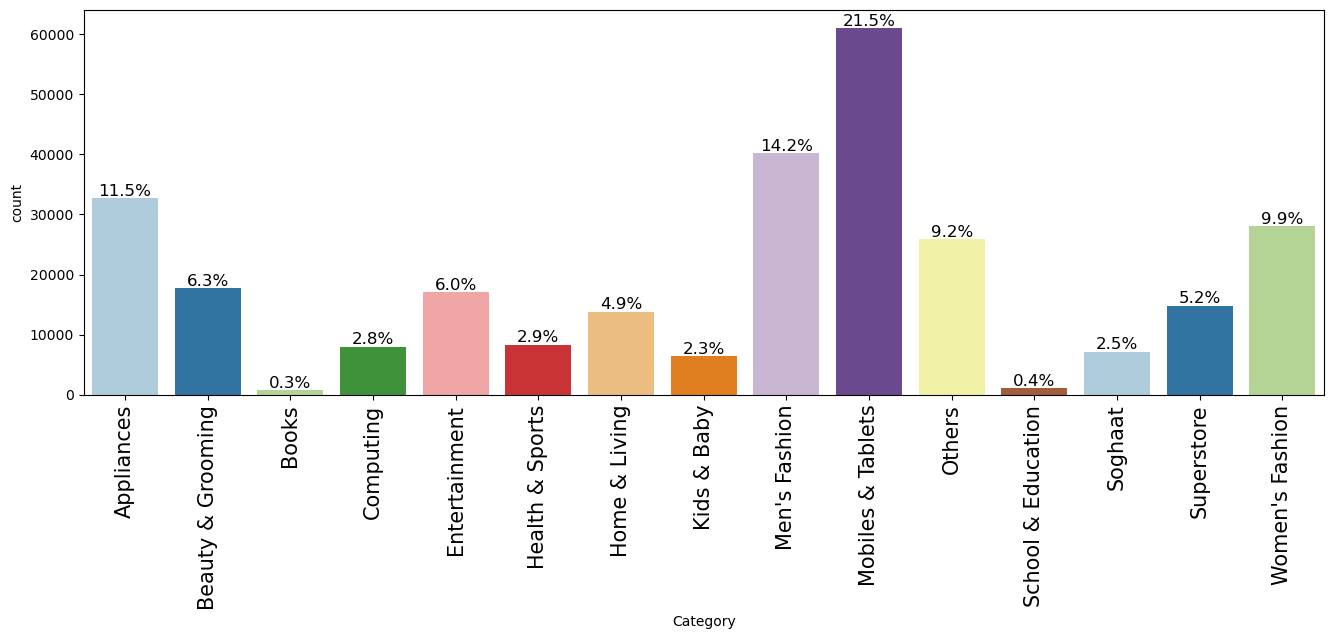 60000
50000
40000
30000
20000
10000
0
count
11.5%
6.3%
0.3%
2.8%
6.0%
2.9%
4.9%
2.3%
14.2%
21.5%
9.2%
0.4%
2.5%
5.2%
9.9%
Appliances
Beauty & Grooming
Books
Computing
Entertainment
Health & Sports
Home & Living
Kids & Baby
Men's Fashion
Mobiles & Tablets
Others
School & Education
Soghaat
Superstore
Women's Fashion
Category